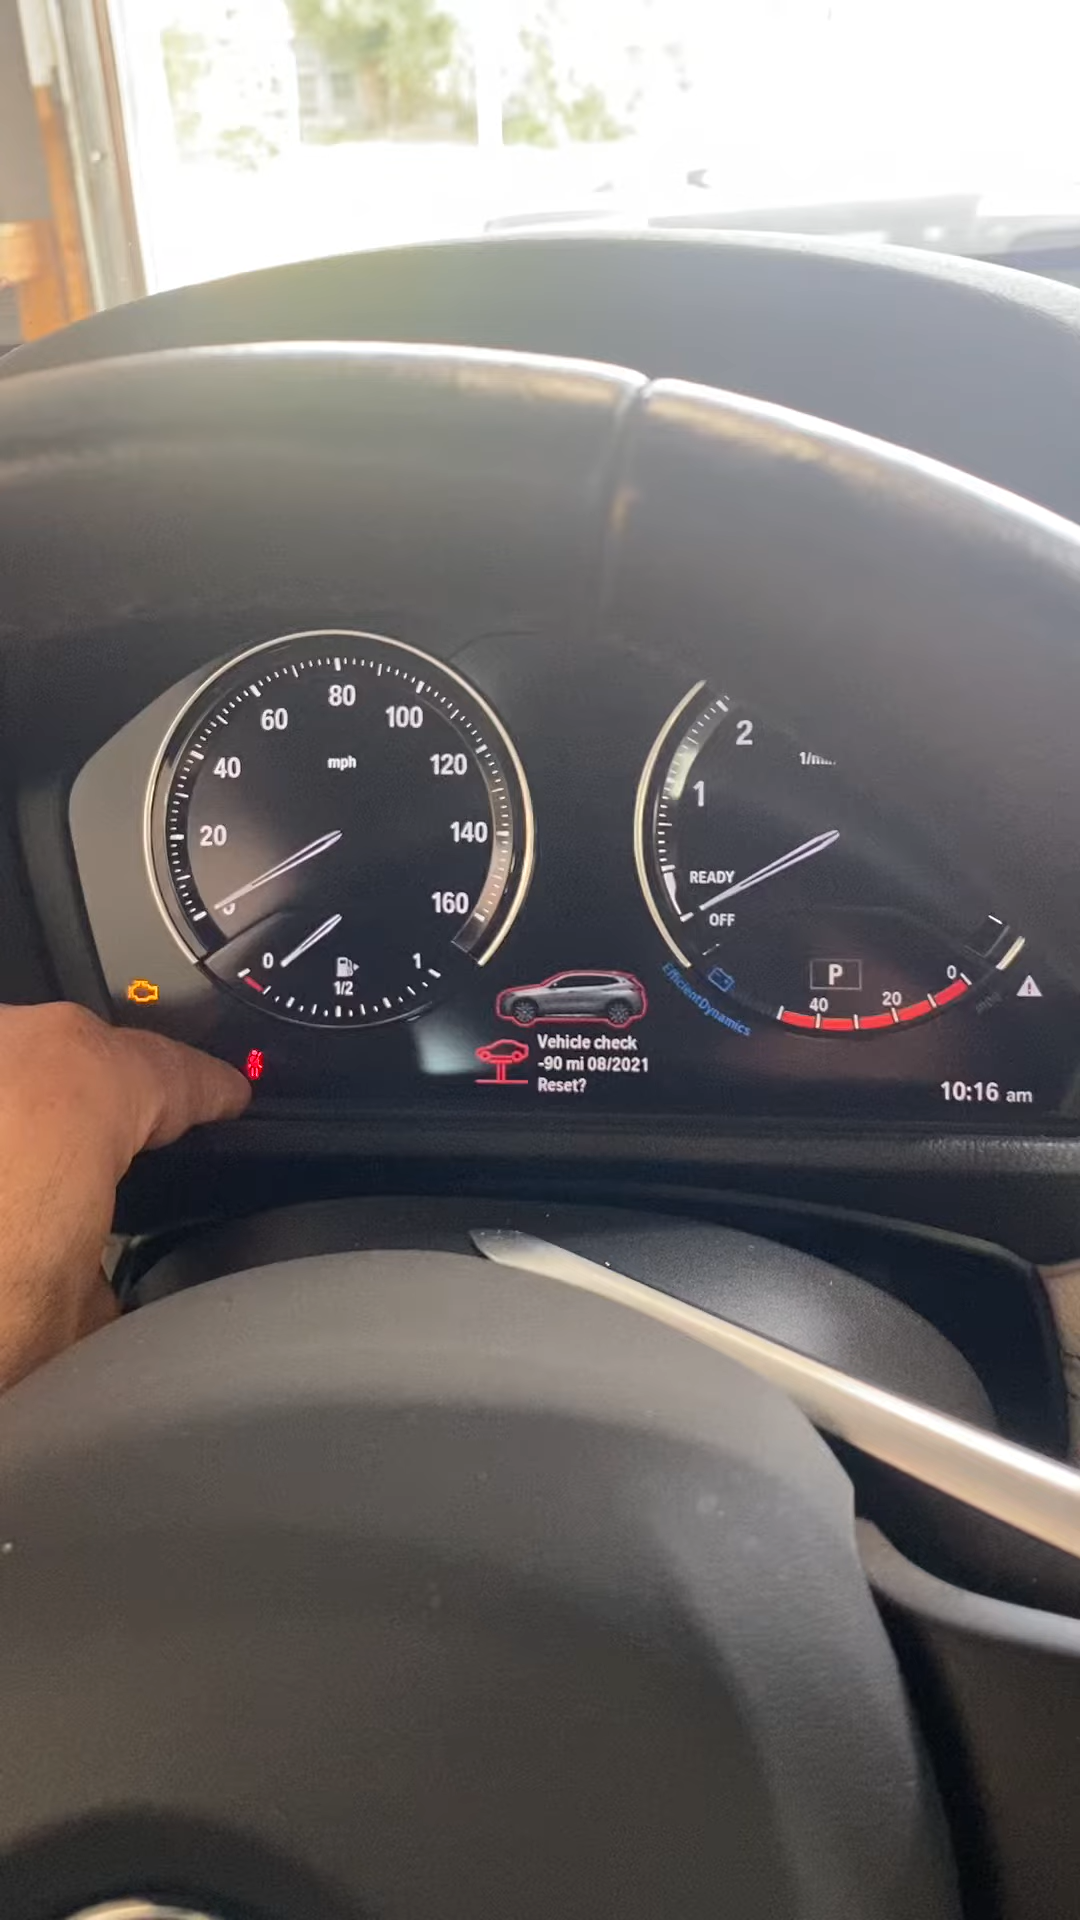 80
60
100
40
mph
120
20
140
160
0
1
1/2
2
1
READY
OFF
EfficientDynamics
P
40
20
0
Vehicle check
-90 mi 08/2021
Reset?
10:16 am